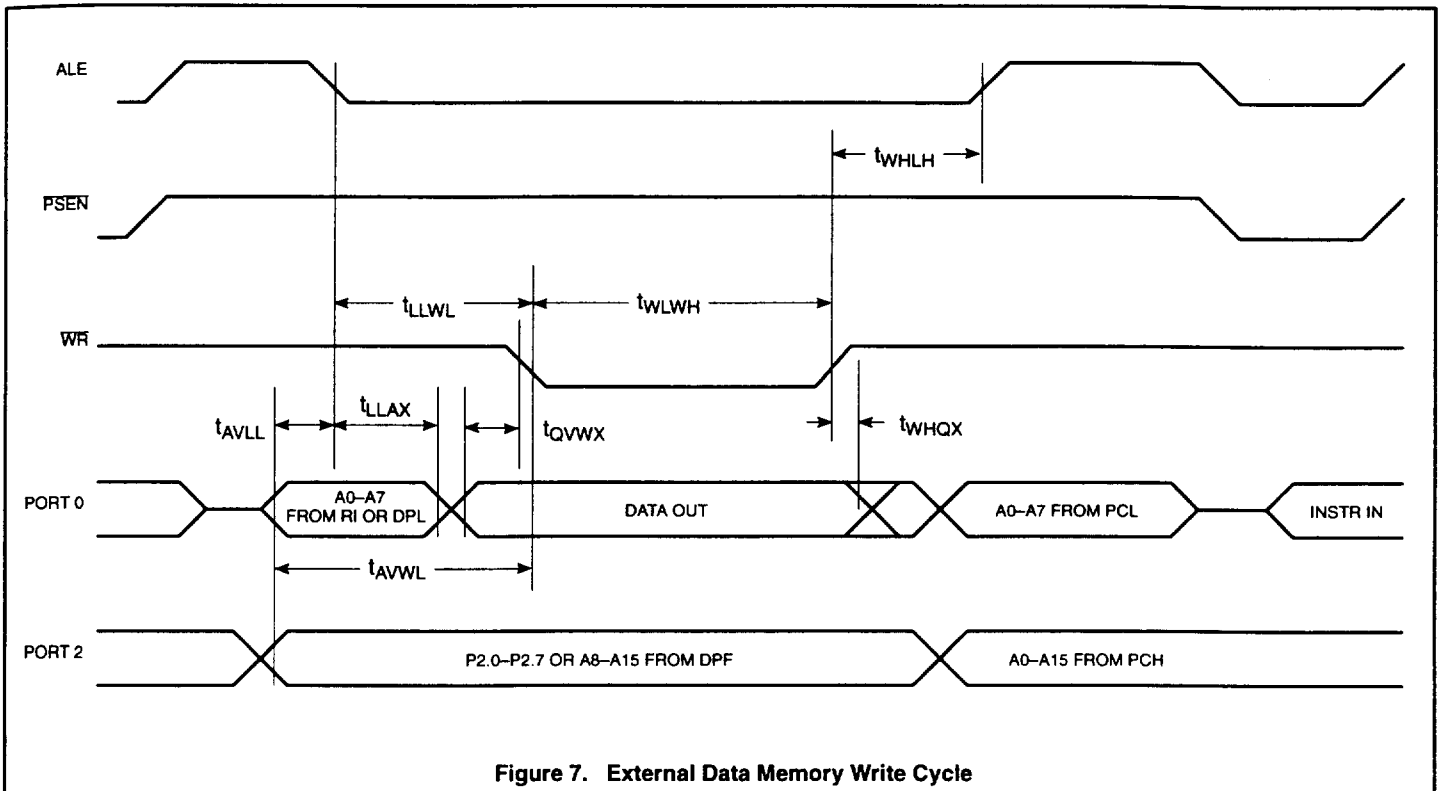 ALE
tWHLH
PSEN
tLLWL
tWLWH
WR
tAVLL
tLLAX
tQVWX
tWHQX
PORT 0
A0–A7
FROM RI OR DPL
DATA OUT
A0–A7 FROM PCL
INSTR IN
tAVWL
PORT 2
P2.0–P2.7 OR A8–A15 FROM DPF
A0–A15 FROM PCH
Figure 7. External Data Memory Write Cycle